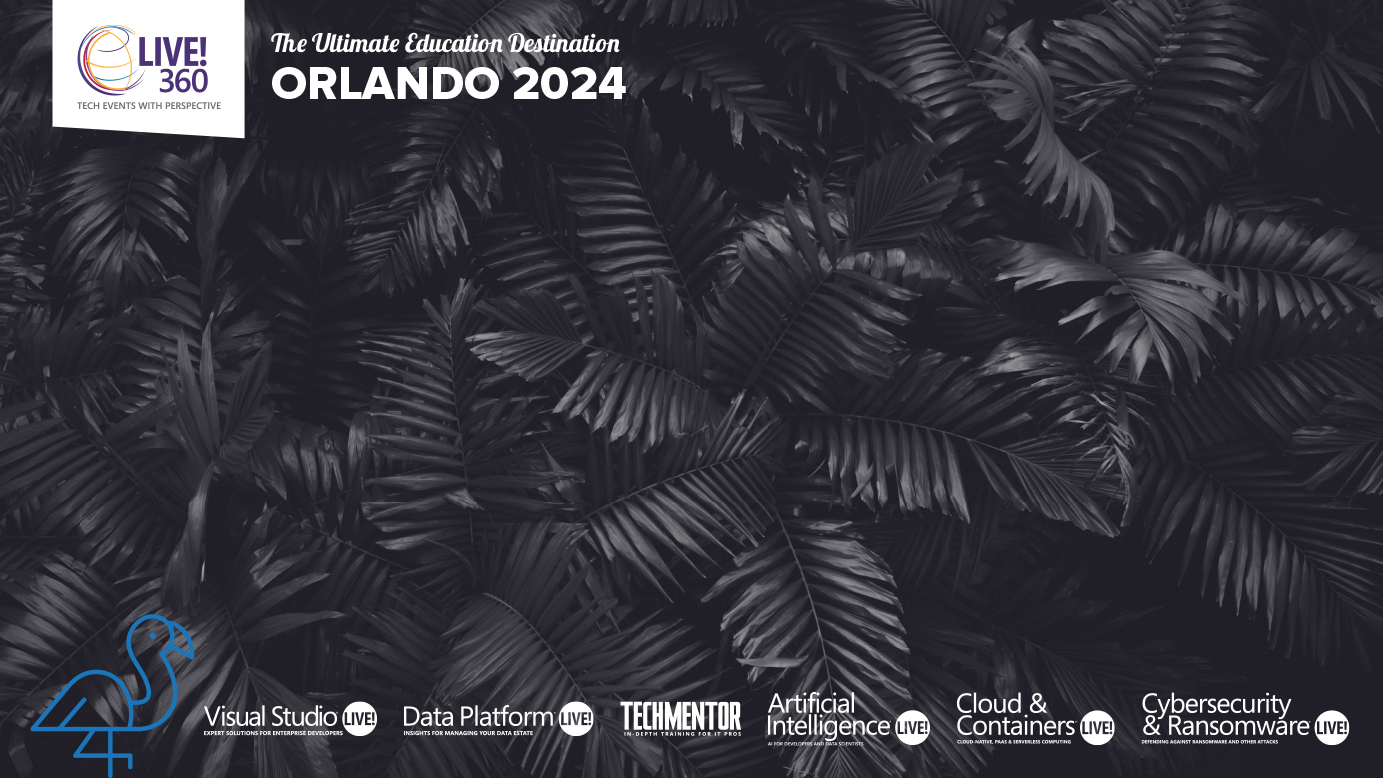 LIVE!
360
TECH EVENTS WITH PERSPECTIVE
The Ultimate Education Destination
ORLANDO 2024
Visual Studio LIVE!
EXPERT SOLUTIONS FOR ENTERPRISE DEVELOPERS
Data Platform LIVE!
INSIGHTS FOR MANAGING YOUR DATA ESTATE
TECHMENTOR
IN-DEPTH TRAINING FOR IT PROS
Artificial
Intelligence LIVE!
AI FOR DEVELOPERS AND DATA SCIENTISTS
Cloud &
Containers LIVE!
CLOUD-NATIVE, PAAS & SERVERLESS COMPUTING
Cybersecurity
& Ransomware LIVE!
DEFENDING AGAINST RANSOMWARE AND OTHER ATTACKS